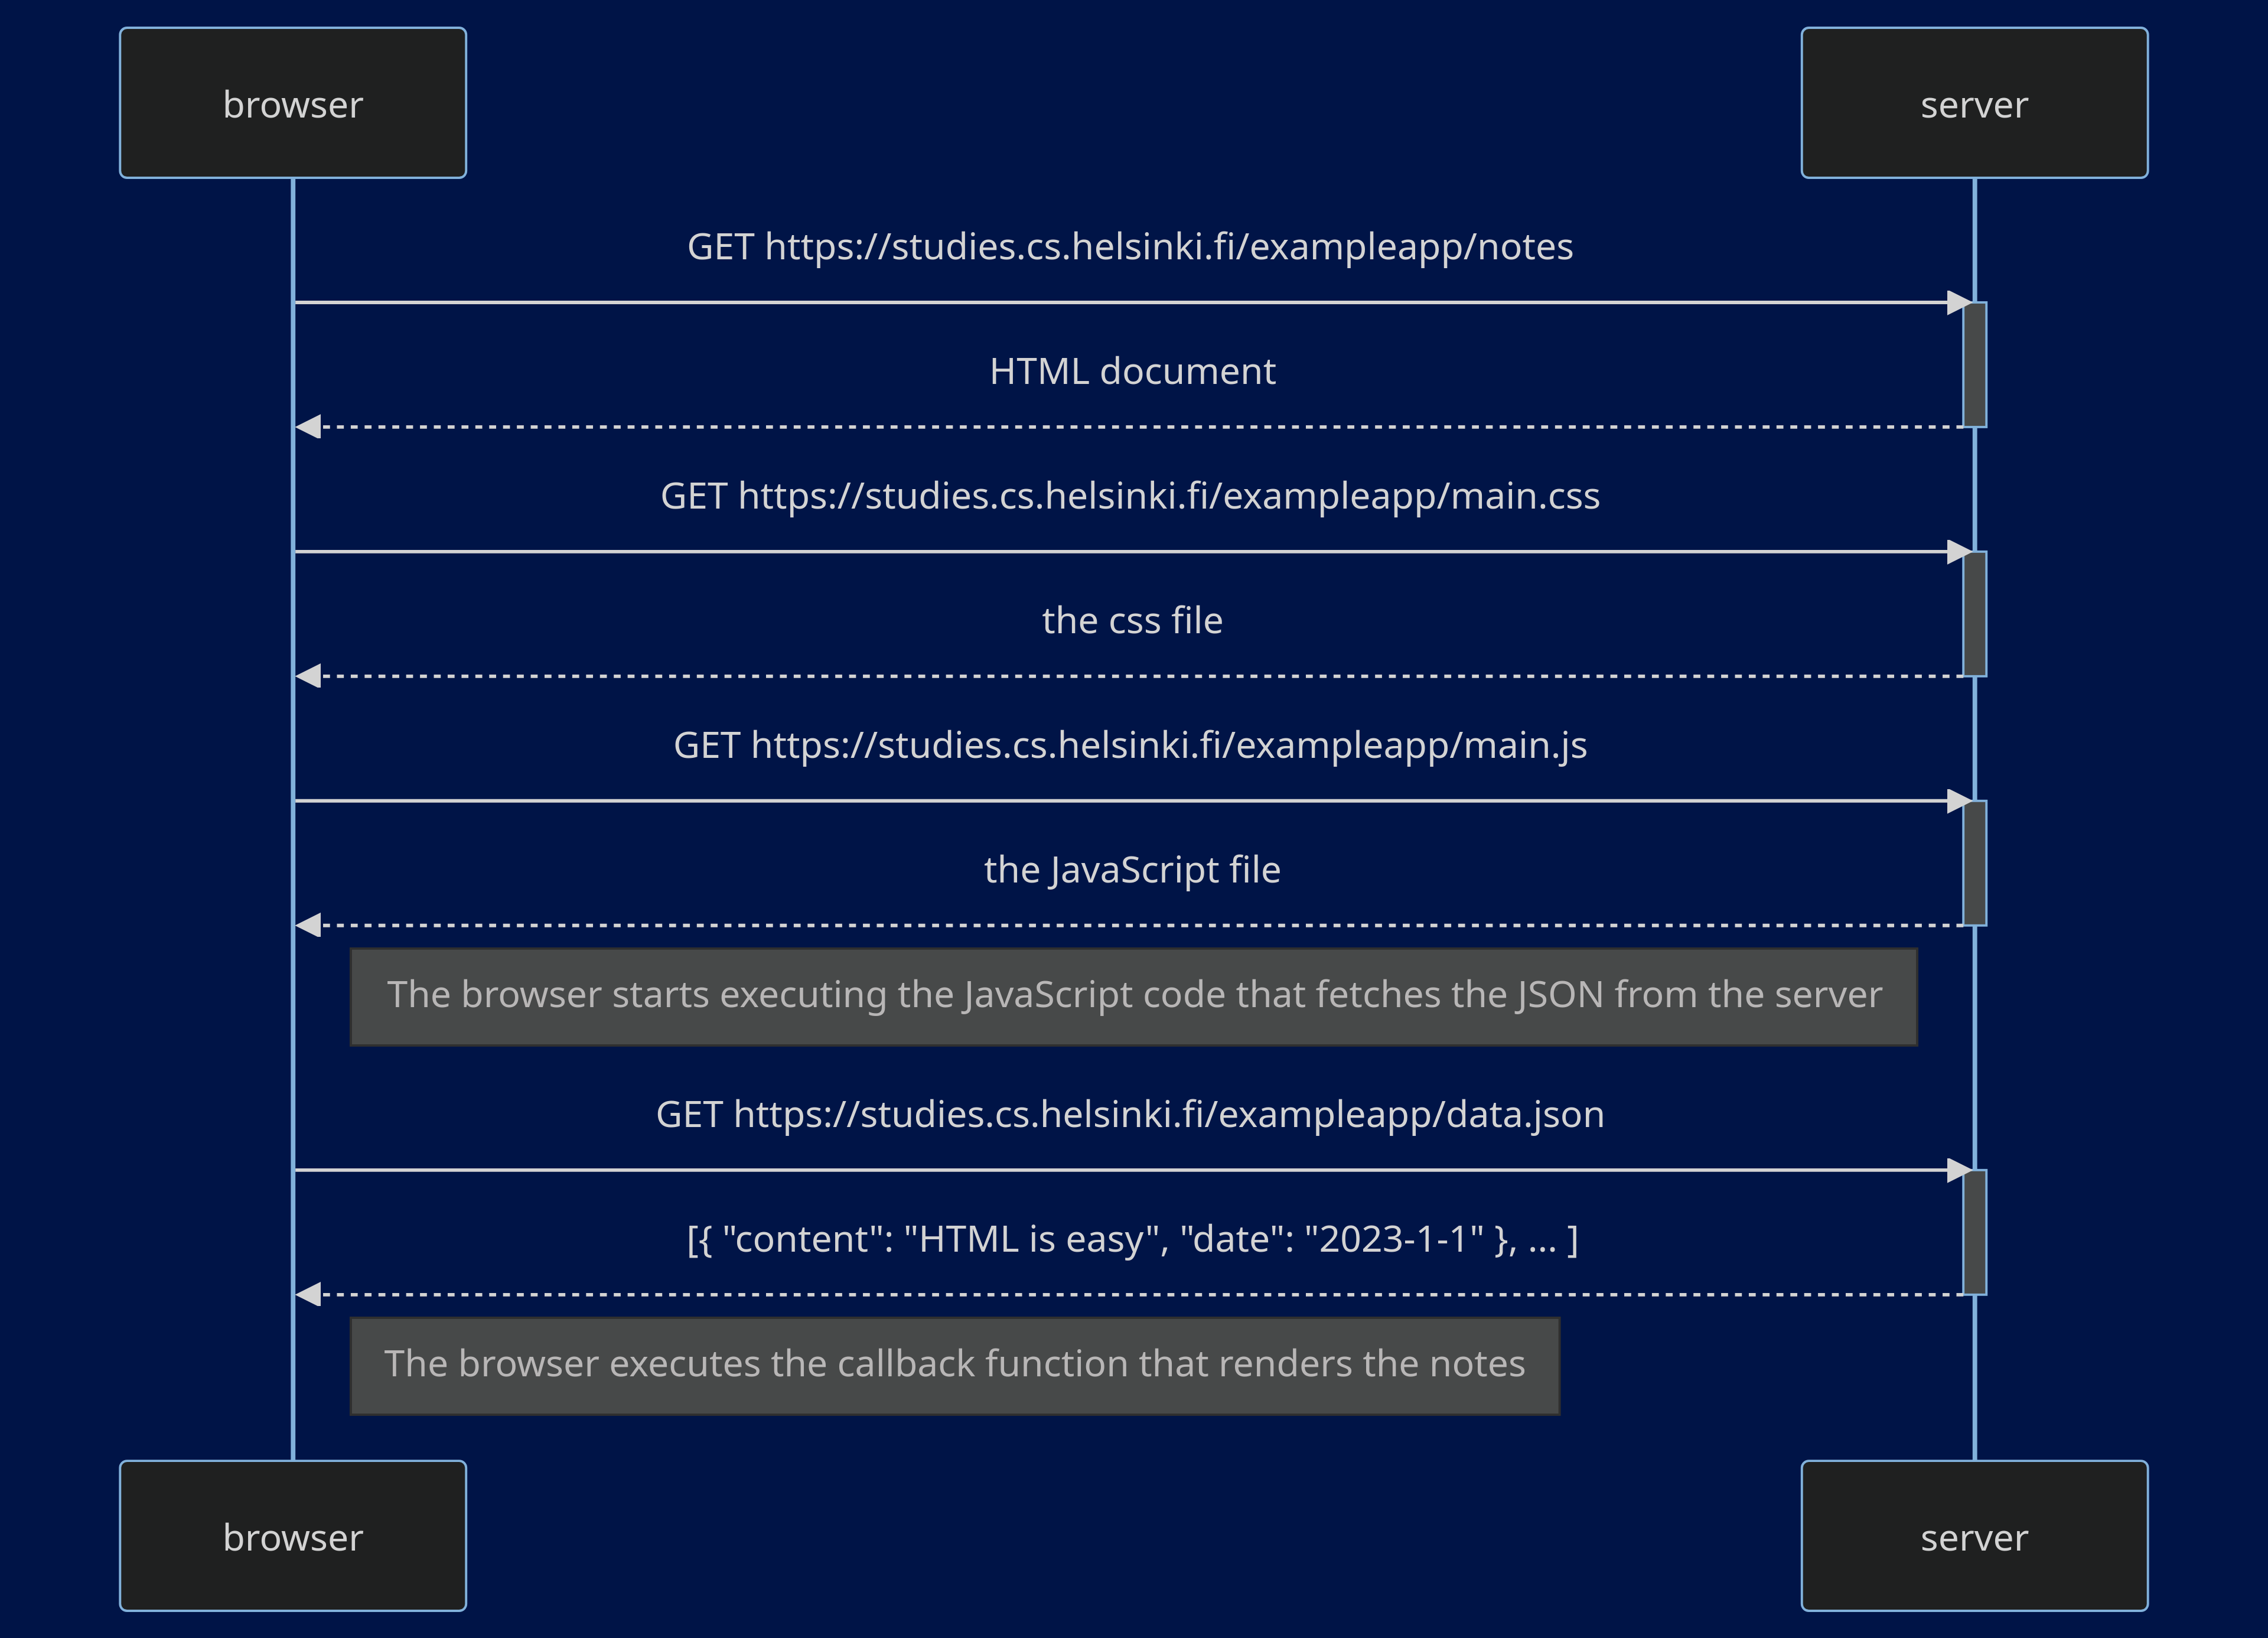 browser
server
GET https://studies.cs.helsinki.fi/exampleapp/notes
HTML document
GET https://studies.cs.helsinki.fi/exampleapp/main.css
the css file
GET https://studies.cs.helsinki.fi/exampleapp/main.js
the JavaScript file
The browser starts executing the JavaScript code that fetches the JSON from the server
GET https://studies.cs.helsinki.fi/exampleapp/data.json
[{ "content": "HTML is easy", "date": "2023-1-1" }, ... ]
The browser executes the callback function that renders the notes
browser
server